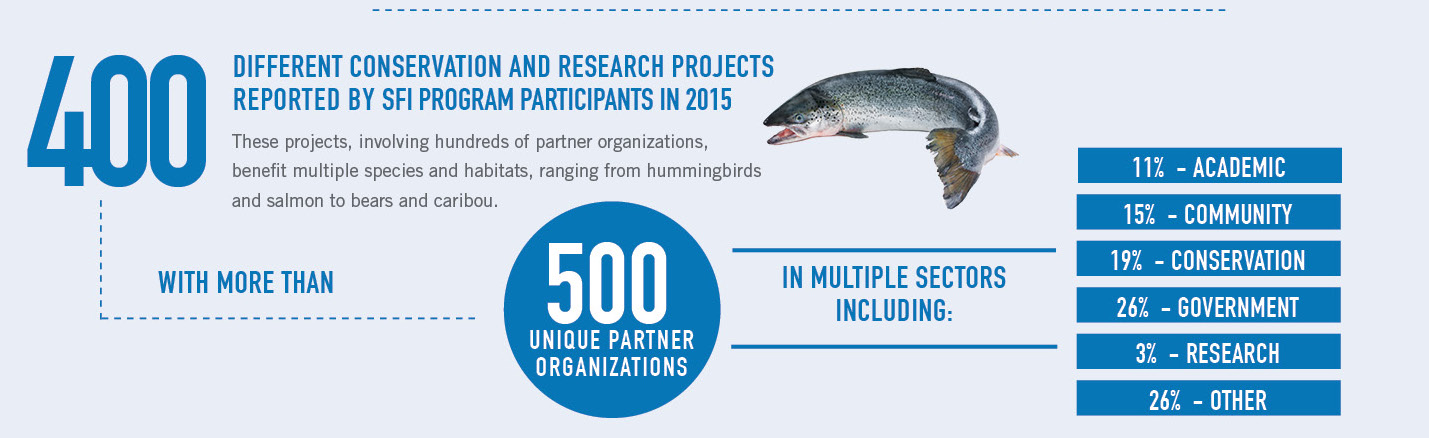 400
DIFFERENT CONSERVATION AND RESEARCH PROJECTS
REPORTED BY SFI PROGRAM PARTICIPANTS IN 2015
These projects, involving hundreds of partner organizations,
benefit multiple species and habitats, ranging from hummingbirds
and salmon to bears and caribou.
WITH MORE THAN
500
UNIQUE PARTNER
ORGANIZATIONS
IN MULTIPLE SECTORS
INCLUDING:
11% - ACADEMIC
15% - COMMUNITY
19% - CONSERVATION
26% - GOVERNMENT
3% - RESEARCH
26% - OTHER